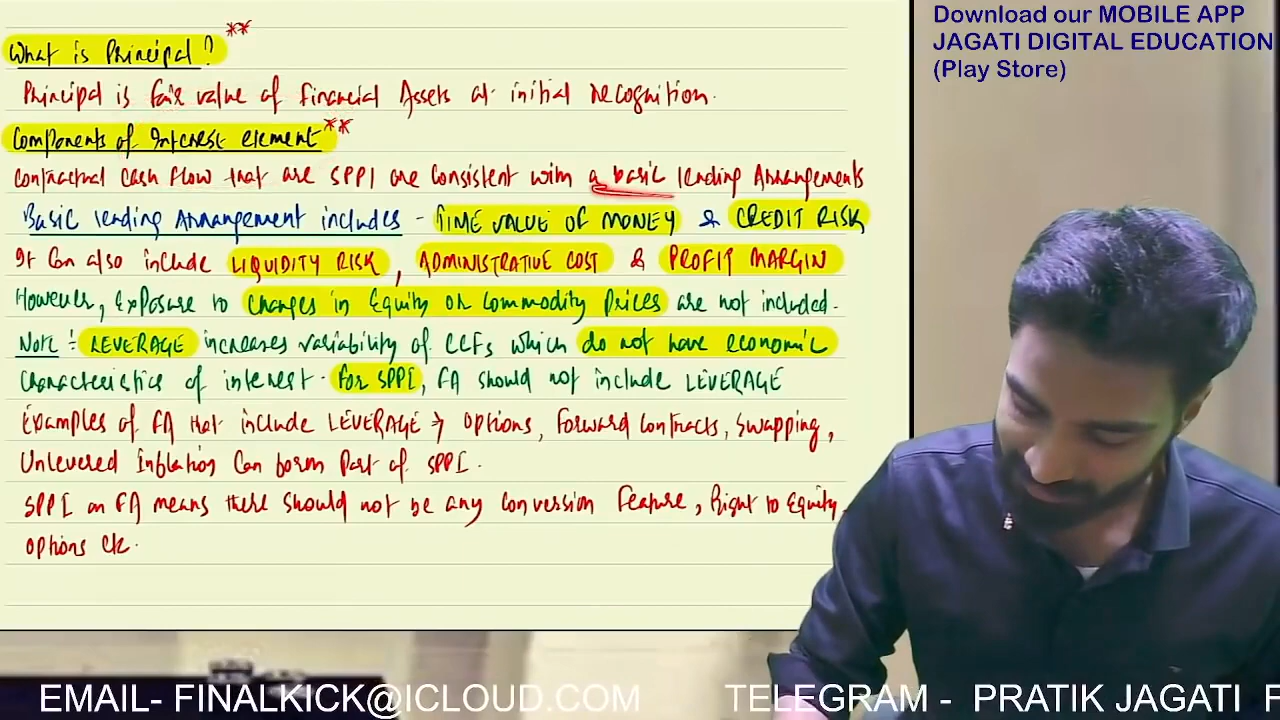 What is Principal? **
Principal is fair value of Financial Assets at initial recognition.
Components of Interest element **
Contractual Cash Flow that are SPPI are Consistent with a basic lending Arrangements
Basic lending Arrangement includes - TIME VALUE OF MONEY & CREDIT RISK
It Can also include LIQUIDITY RISK, ADMINISTRATIVE COST & PROFIT MARGIN
However, Exposure to changes in Equity or Commodity Prices are not included.
Note :- LEVERAGE increases variability of CCFs which do not have economic
Characteristics of interest. For SPPI, FA should not include LEVERAGE
Examples of FA that include LEVERAGE → Options, Forward Contracts, Swapping,
Unlevered Inflation Can form Part of SPPI.
SPPI on FA means there should not be any conversion Feature, Right to Equity,
options etc.
Download our MOBILE APP
JAGATI DIGITAL EDUCATION
(Play Store)
EMAIL- FINALKICK@ICLOUD.COM TELEGRAM - PRATIK JAGATI F